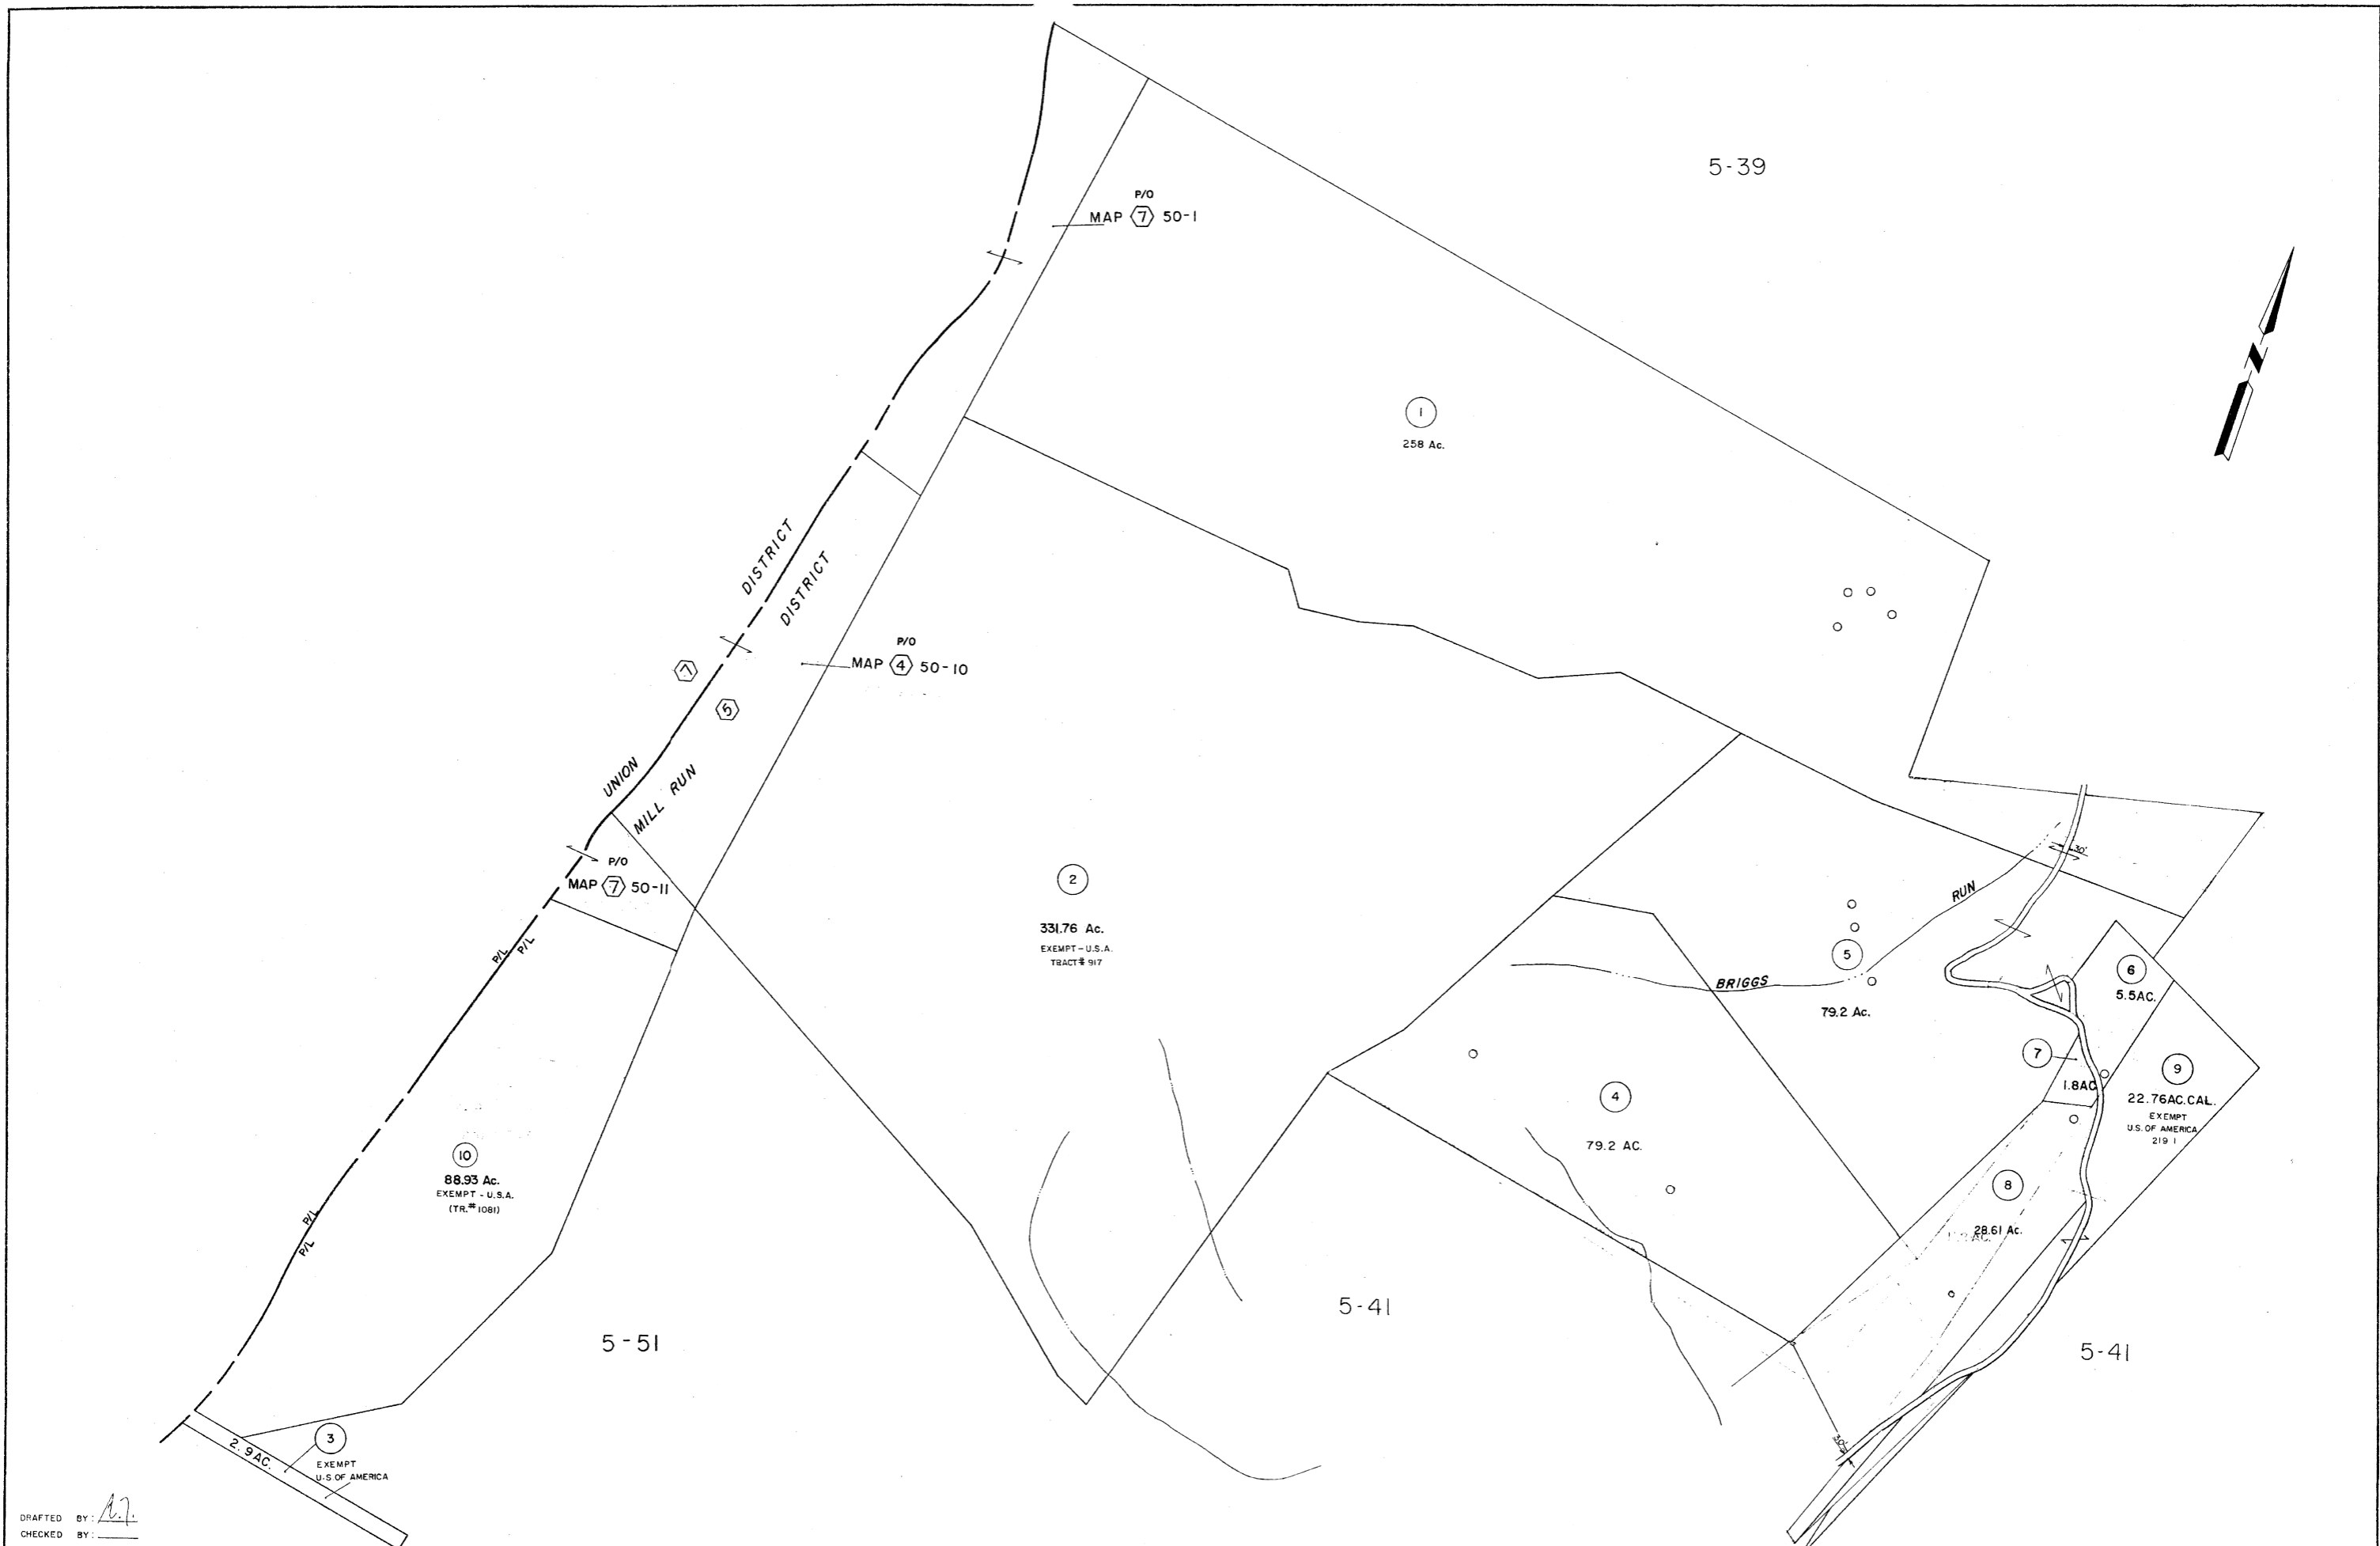 5-39
P/O
MAP 7 50-1
1
258 Ac.
DISTRICT
DISTRICT
P/O
MAP 4 50-10
7
5
UNION
MILL RUN
P/O
MAP 7 50-11
2
331.76 Ac.
EXEMPT-U.S.A.
TRACT# 917
P/L
P/L
30'
RUN
BRIGGS
5
79.2 Ac.
6
5.5AC.
7
1.8AC
9
22.76AC.CAL.
EXEMPT
U.S.OF AMERICA
219 1
4
79.2 AC.
8
28.61 Ac.
10
88.93 Ac.
EXEMPT - U.S.A.
(TR.#1081)
P/L
P/L
5-41
5-51
5-41
30'
3
2.9AC.
EXEMPT
U.S.OF AMERICA
N
DRAFTED BY:
CHECKED BY: